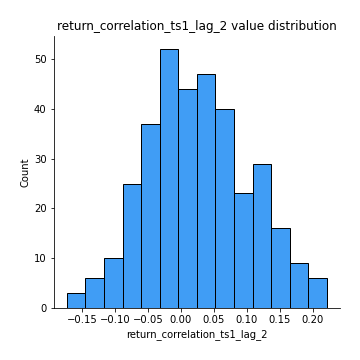 return_correlation_ts1_lag_2 value distribution
50
40
30
20
10
0
Count
−0.15 −0.10 −0.05 0.00 0.05 0.10 0.15 0.20
return_correlation_ts1_lag_2